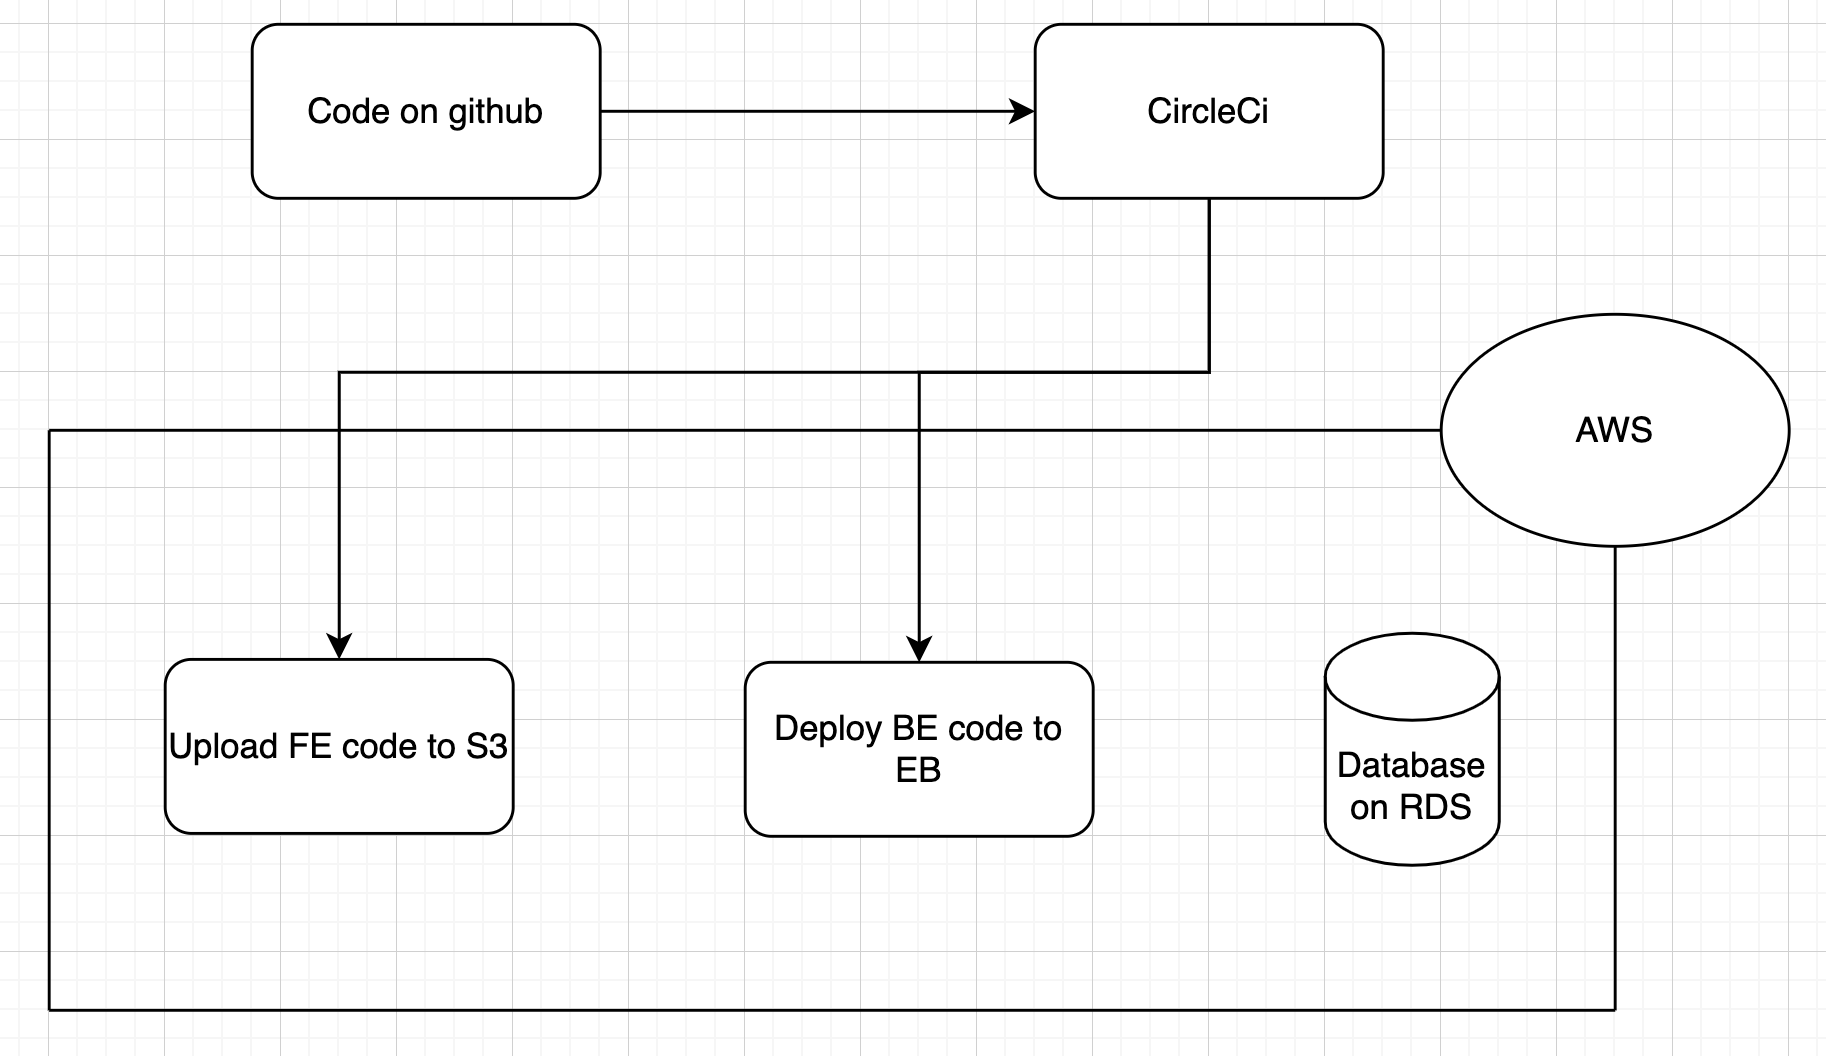 Code on github
CircleCi
AWS
Upload FE code to S3
Deploy BE code to
EB
Database
on RDS